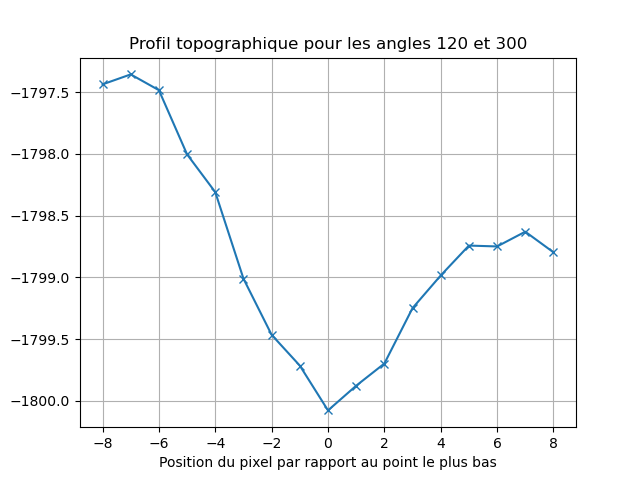 Profil topographique pour les angles 120 et 300
−1797.5
−1798.0
−1798.5
−1799.0
−1799.5
−1800.0
−8 −6 −4 −2 0 2 4 6 8
Position du pixel par rapport au point le plus bas